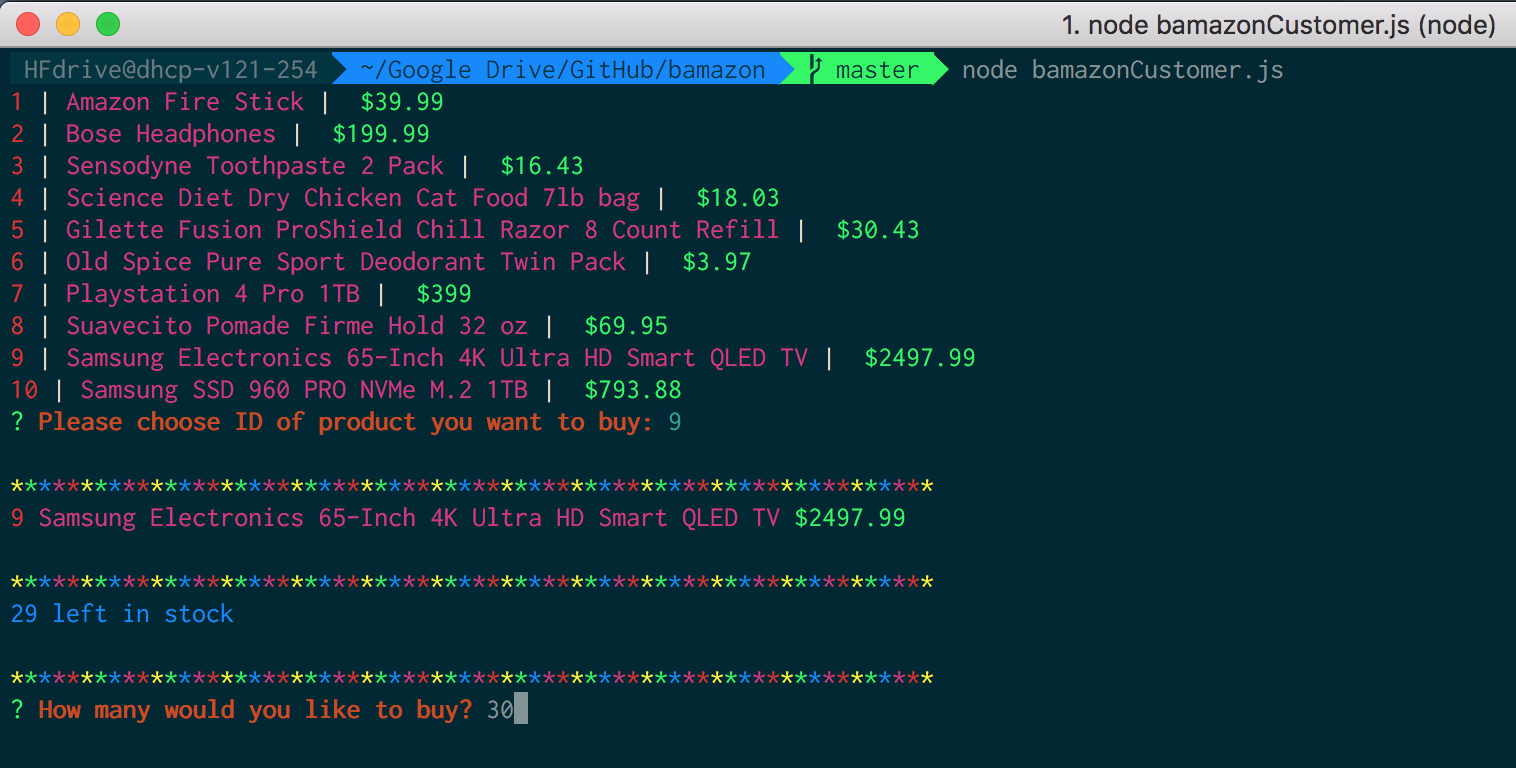 1. node bamazonCustomer.js (node)
HFdrive@dhcp-v121-254 ~/Google Drive/GitHub/bamazon master node bamazonCustomer.js
1 | Amazon Fire Stick | $39.99
2 | Bose Headphones | $199.99
3 | Sensodyne Toothpaste 2 Pack | $16.43
4 | Science Diet Dry Chicken Cat Food 7lb bag | $18.03
5 | Gilette Fusion ProShield Chill Razor 8 Count Refill | $30.43
6 | Old Spice Pure Sport Deodorant Twin Pack | $3.97
7 | Playstation 4 Pro 1TB | $399
8 | Suavecito Pomade Firme Hold 32 oz | $69.95
9 | Samsung Electronics 65-Inch 4K Ultra HD Smart QLED TV | $2497.99
10 | Samsung SSD 960 PRO NVMe M.2 1TB | $793.88
? Please choose ID of product you want to buy: 9
******************************************************************
9 Samsung Electronics 65-Inch 4K Ultra HD Smart QLED TV $2497.99
******************************************************************
29 left in stock
******************************************************************
? How many would you like to buy? 30